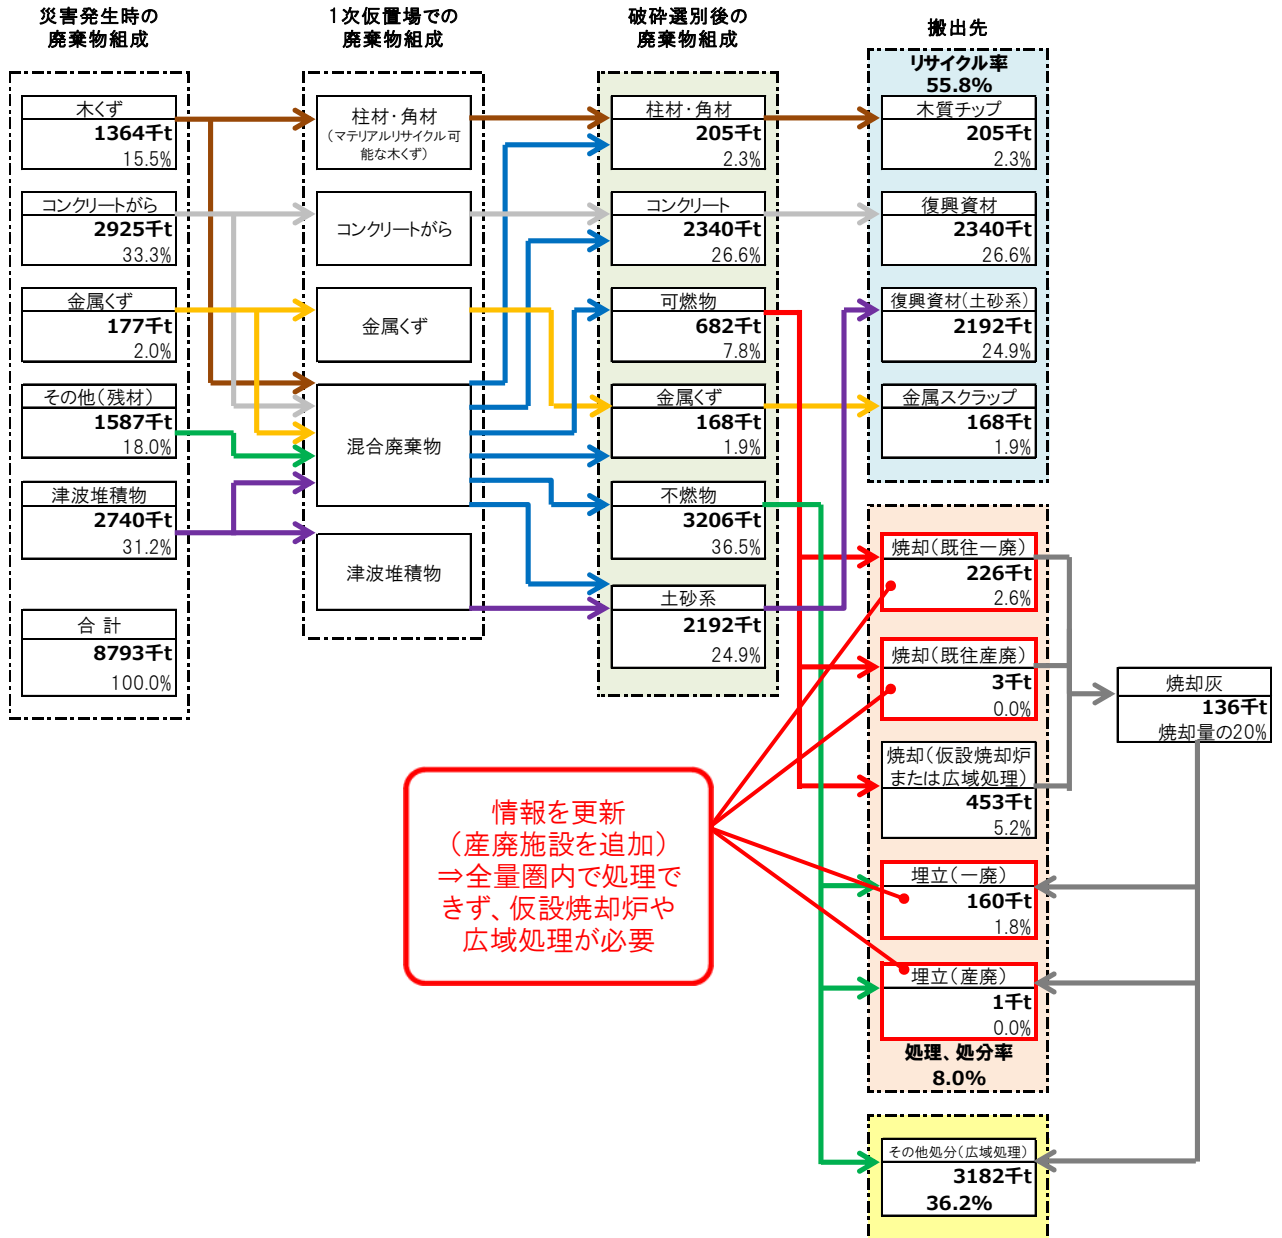 災害発生時の
廃棄物組成
木くず
1364千t
15.5%
コンクリートがら
2925千t
33.3%
金属くず
177千t
2.0%
その他(残材)
1587千t
18.0%
津波堆積物
2740千t
31.2%
合 計
8793千t
100.0%
1次仮置場での
廃棄物組成
柱材・角材
(マテリアルリサイクル可
能な木くず)
コンクリートがら
金属くず
混合廃棄物
津波堆積物
破砕選別後の
廃棄物組成
柱材・角材
205千t
2.3%
コンクリート
2340千t
26.6%
可燃物
682千t
7.8%
金属くず
168千t
1.9%
不燃物
3206千t
36.5%
土砂系
2192千t
24.9%
搬出先
リサイクル率
55.8%
木質チップ
205千t
2.3%
復興資材
2340千t
26.6%
復興資材(土砂系)
2192千t
24.9%
金属スクラップ
168千t
1.9%
焼却(既往一廃)
226千t
2.6%
焼却(既往産廃)
3千t
0.0%
焼却(仮設焼却炉
または広域処理)
453千t
5.2%
埋立(一廃)
160千t
1.8%
埋立(産廃)
1千t
0.0%
処理、処分率
8.0%
その他処分(広域処理)
3182千t
36.2%
焼却灰
136千t
焼却量の20%
情報を更新
(産廃施設を追加)
⇒全量圏内で処理で
きず、仮設焼却炉や
広域処理が必要